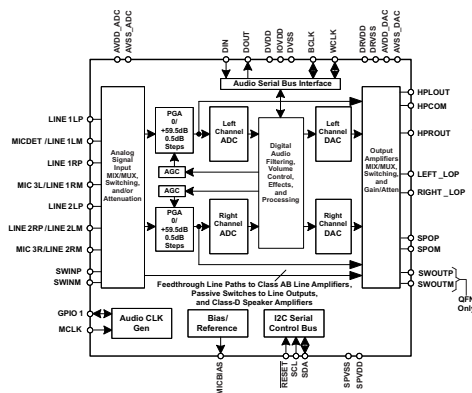 AVDD_ADC
AVSS_ADC
DIN
DOUT
DVDD
IOVDD
DVSS
BCLK
WCLK
DRVDD
DRVSS
AVDD_DAC
AVSS_DAC
Audio Serial Bus Interface
LINE 1LP
MICDET /LINE 1LM
LINE 1RP
MIC 3L/LINE 1RM
LINE 2LP
LINE 2RP/LINE 2LM
MIC 3R/LINE 2RM
SWINP
SWINM
GPIO 1
MCLK
Analog
Signal
Input
MIX/MUX,
Switching,
and/or
Attenuation
PGA
0/
+59.5dB
0.5dB
Steps
AGC
AGC
PGA
0/
+59.5dB
0.5dB
Steps
Left
Channel
ADC
Right
Channel
ADC
Digital
Audio
Filtering,
Volume
Control,
Effects,
and
Processing
Left
Channel
DAC
Right
Channel
DAC
Output
Amplifiers
MIX/MUX,
Switching,
and
Gain/Atten
HPLOUT
HPCOM
HPROUT
LEFT _LOP
RIGHT _LOP
SPOP
SPOM
SWOUTP
SWOUTM
QFN
Only
Feedthrough Line Paths to Class AB Line Amplifiers,
Passive Switches to Line Outputs,
and Class-D Speaker Amplifiers
Audio CLK
Gen
Bias/
Reference
I2C Serial
Control Bus
MICBIAS
RESET
SCL
SDA
SPVSS
SPVDD